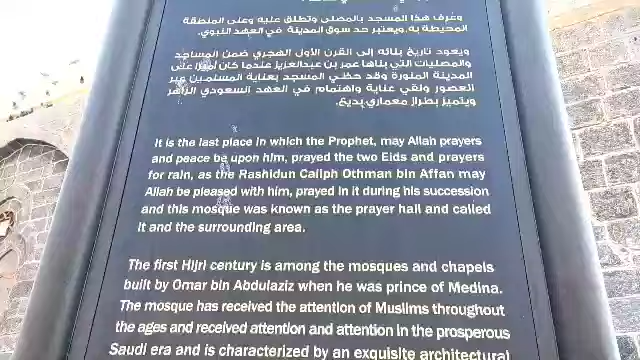 وعُرف هذا المسجد بالمصلى وتطلق عليه وعلى المنطقة
المحيطة به، ويعتبر حد سوق المدينة في العهد النبوي.
ويعود تاريخ بنائه إلى القرن الأول الهجري ضمن المساجد
والمصليات التي بناها عمر بن عبدالعزيز عندما كان أميرًا على
المدينة المنورة وقد حظي المسجد بعناية المسلمين عبر
العصور ولقي عناية واهتمام في العهد السعودي الزاهر
ويتميز بطراز معماري بديع.
It is the last place in which the Prophet, may Allah prayers
and peace be upon him, prayed the two Eids and prayers
for rain, as the Rashidun Caliph Othman bin Affan may
Allah be pleased with him, prayed in it during his succession
and this mosque was known as the prayer hall and called
it and the surrounding area.
The first Hijri century is among the mosques and chapels
built by Omar bin Abdulaziz when he was prince of Medina.
The mosque has received the attention of Muslims throughout
the ages and received attention and attention in the prosperous
Saudi era and is characterized by an exquisite architectural